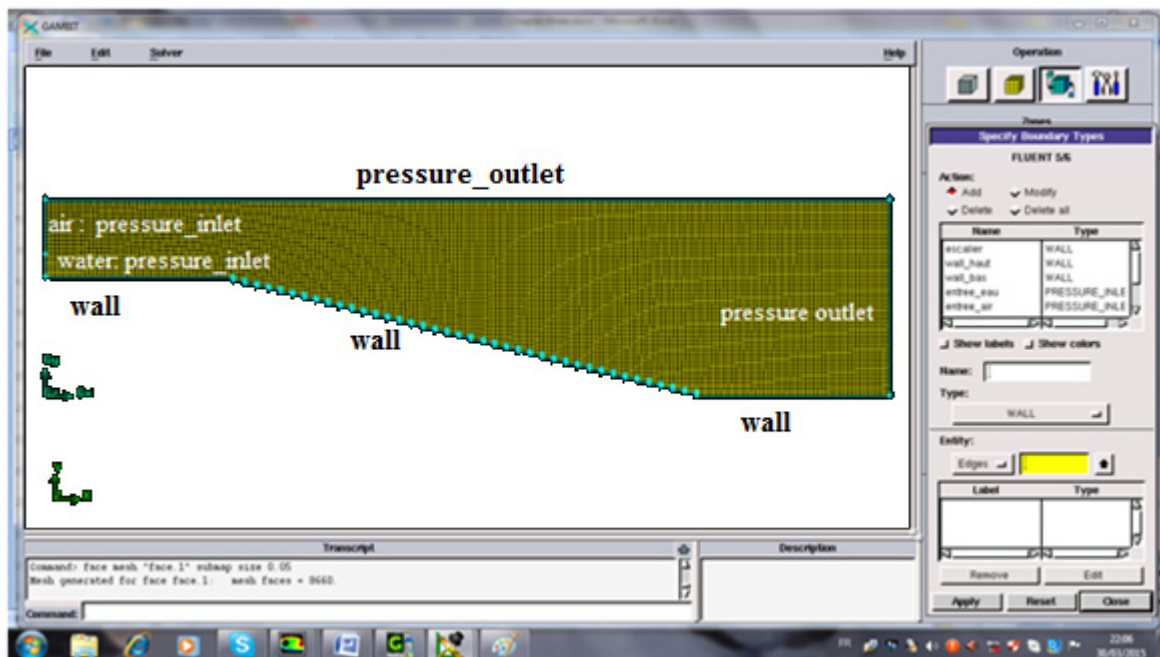 GAMBIT
File Edit Solver Help
pressure_outlet
air : pressure_inlet
water: pressure_inlet
wall
wall
pressure outlet
wall
Transcript
Command> face mesh "face.1" submap size 0.05
Mesh generated for face face.1: mesh faces = 8660.
Command:
Description
Operation
Zones
Specify Boundary Types
FLUENT 5/6
Action:
Add Modify
Delete Delete all
Name Type
escalier WALL
wall_haut WALL
wall_bas WALL
entree_eau PRESSURE_INLE
entree_air PRESSURE_INLE
Show labels Show colors
Name:
Type:
WALL
Entity:
Edges
Label Type
Remove Edit
Apply Reset Close
FR
22:06
30/03/2015